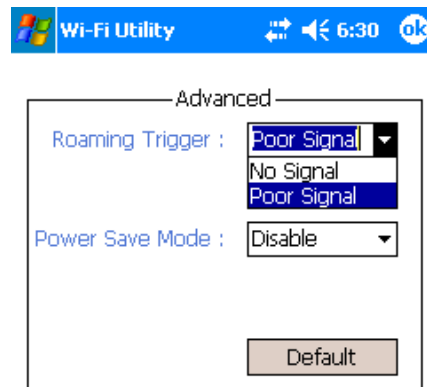 Wi-Fi Utility 6:30 ok
Advanced
Roaming Trigger : Poor Signal
No Signal
Poor Signal
Power Save Mode : Disable
Default